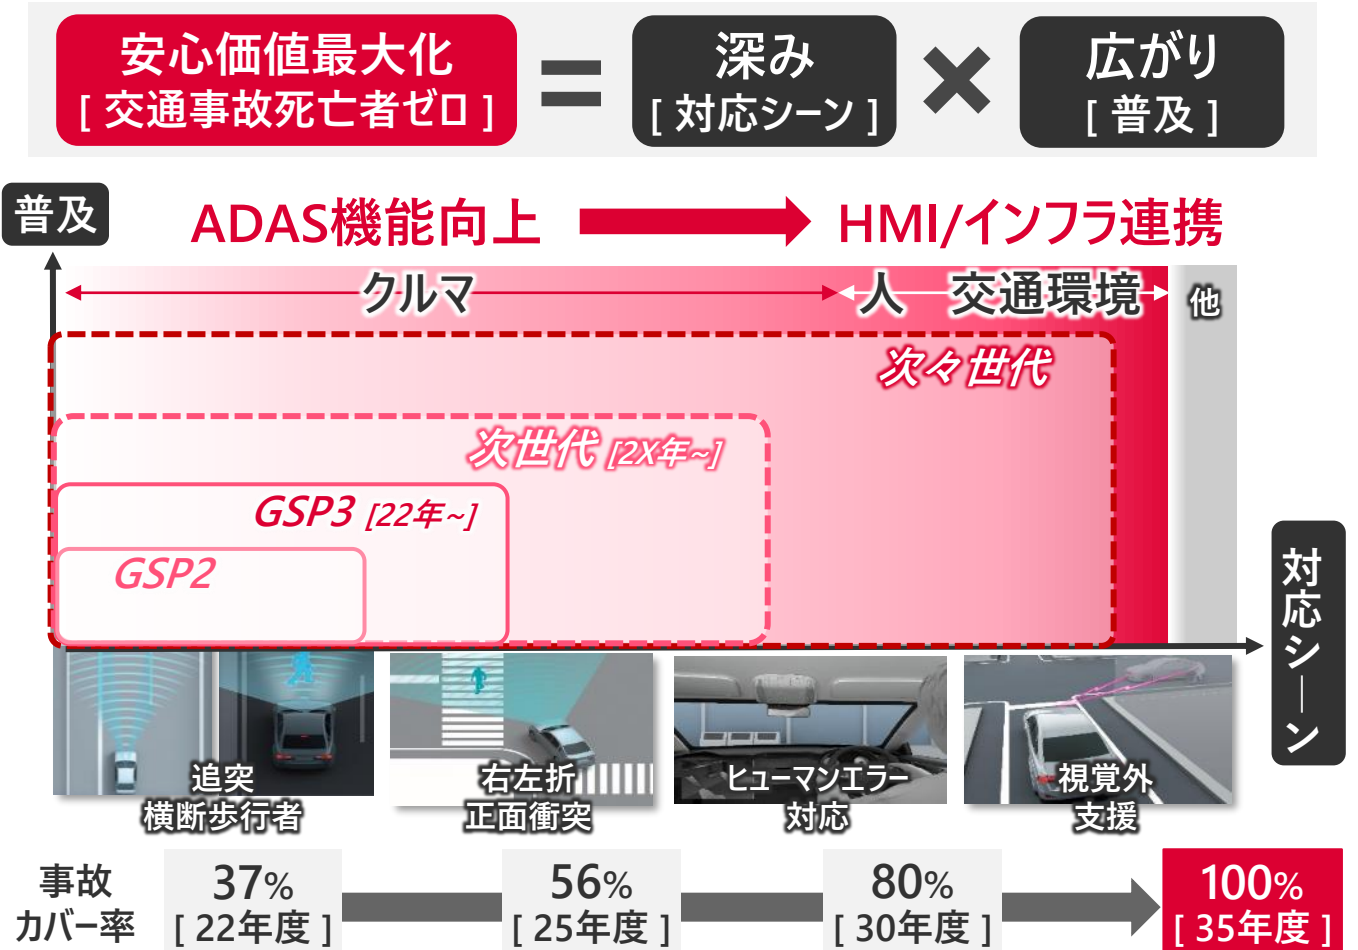 安心価値最大化
[ 交通事故死亡者ゼロ ]
=
深み
[ 対応シーン ]
×
広がり
[ 普及 ]
普及
ADAS機能向上
HMI/インフラ連携
クルマ
人
交通環境
他
次々世代
次世代 [2X年~]
GSP3 [22年~]
GSP2
対応シーン
追突
横断歩行者
右左折
正面衝突
ヒューマンエラー
対応
視覚外
支援
事故
カバー率
37%
[ 22年度 ]
56%
[ 25年度 ]
80%
[ 30年度 ]
100%
[ 35年度 ]